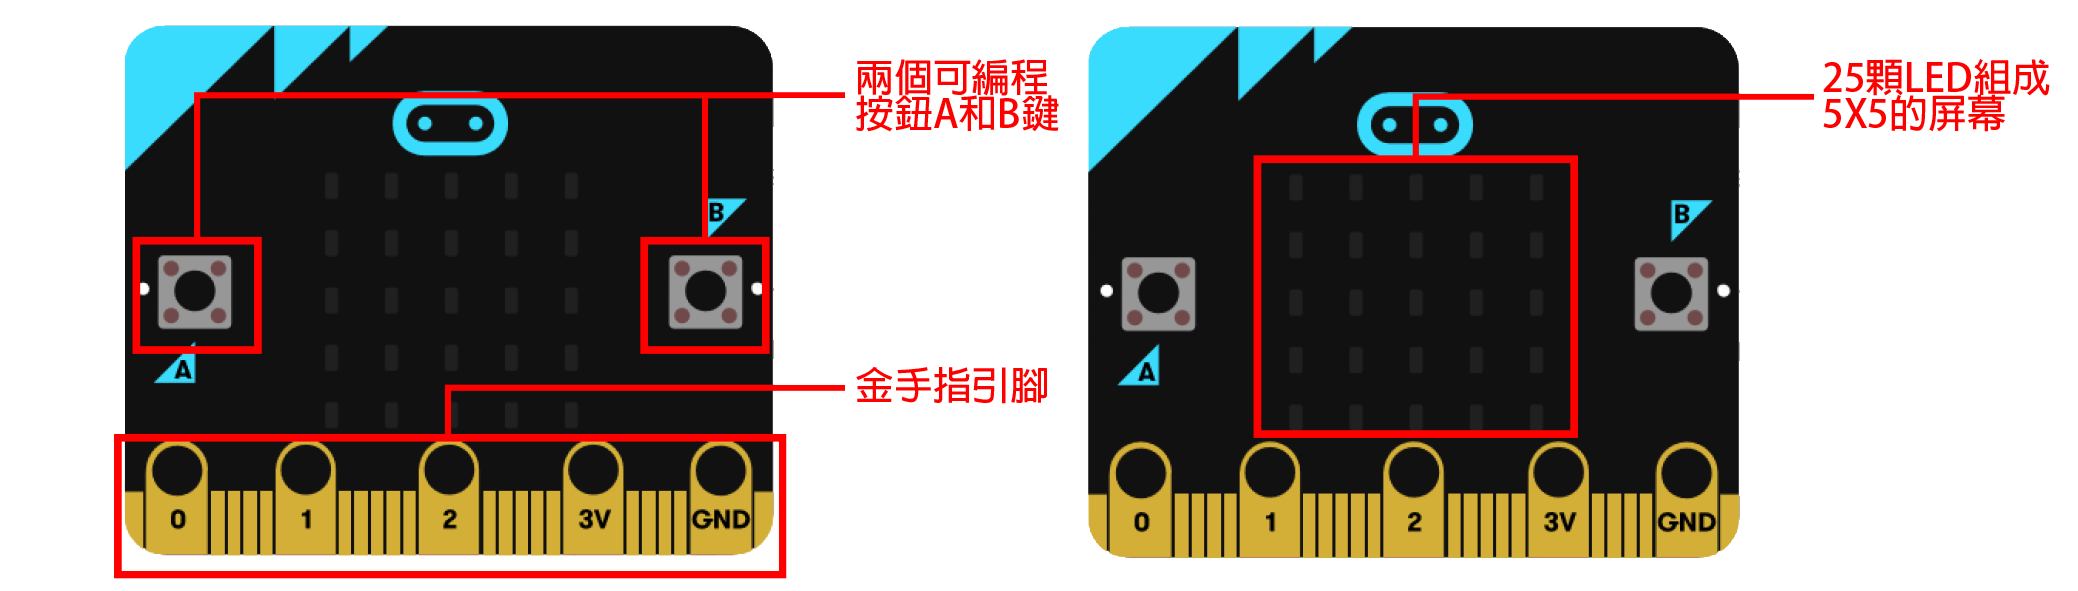 兩個可編程
按鈕A和B鍵
B
A
金手指引腳
0 1 2 3V GND
25顆LED組成
5X5的屏幕
B
A
0 1 2 3V GND